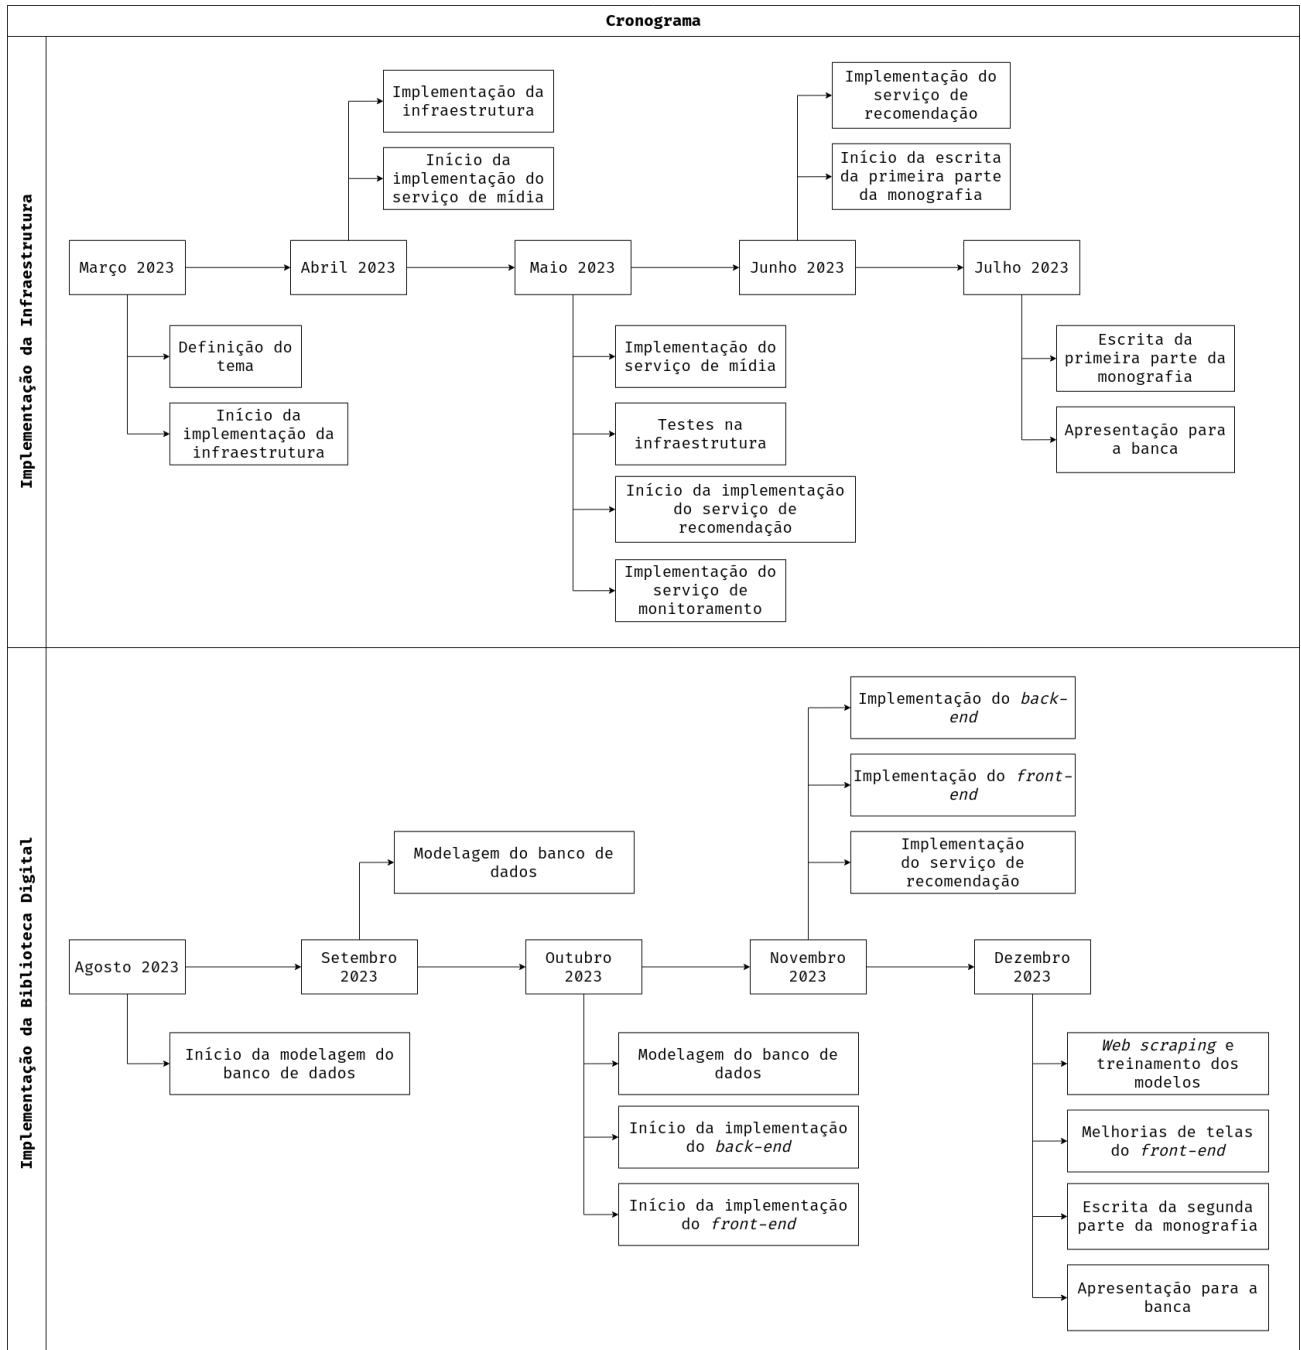 Cronograma
Implementação da Infraestrutura
Implementação da
infraestrutura
Início da
implementação do
serviço de mídia
Implementação do
serviço de
recomendação
Início da escrita
da primeira parte
da monografia
Março 2023
Abril 2023
Maio 2023
Junho 2023
Julho 2023
Definição do
tema
Início da
implementação da
infraestrutura
Implementação do
serviço de mídia
Testes na
infraestrutura
Início da implementação
do serviço de
recomendação
Implementação do
serviço de
monitoramento
Escrita da
primeira parte da
monografia
Apresentação para
a banca
Implementação da Biblioteca Digital
Implementação do back-
end
Implementação do front-
end
Implementação
do serviço de
recomendação
Modelagem do banco de
dados
Agosto 2023
Setembro
2023
Outubro
2023
Novembro
2023
Dezembro
2023
Início da modelagem do
banco de dados
Modelagem do banco de
dados
Início da implementação
do back-end
Início da implementação
do front-end
Web scraping e
treinamento dos
modelos
Melhorias de telas
do front-end
Escrita da segunda
parte da monografia
Apresentação para a
banca